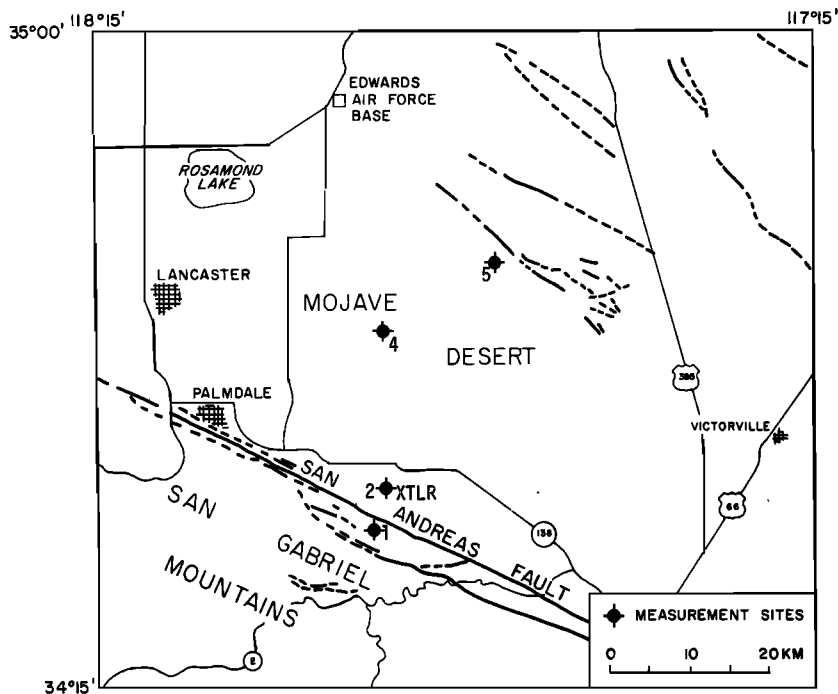 118°15'
117°15'
35°00'
EDWARDS
AIR FORCE
BASE
ROSAMOND
LAKE
LANCASTER
MOJAVE
5
4
DESERT
PALMDALE
395
VICTORVILLE
SAN
2
XTLR
SAN
ANDREAS
FAULT
1
138
66
GABRIEL
MOUNTAINS
2
MEASUREMENT SITES
0 10 20 KM
34°15'